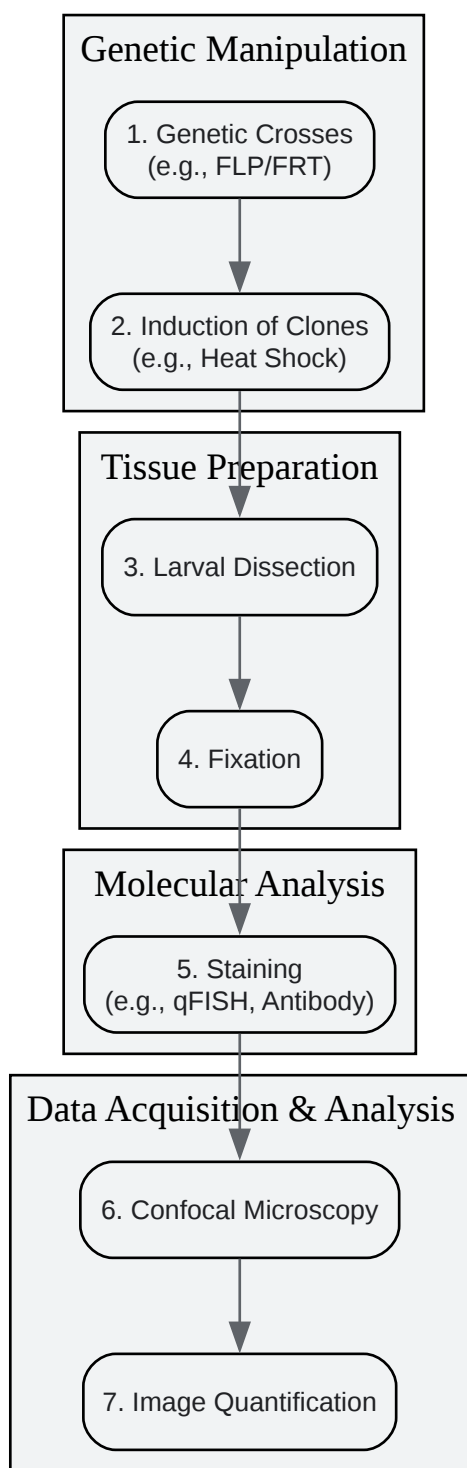 Genetic Manipulation
1. Genetic Crosses
(e.g., FLP/FRT)
2. Induction of Clones
(e.g., Heat Shock)
Tissue Preparation
3. Larval Dissection
4. Fixation
Molecular Analysis
5. Staining
(e.g., qFISH, Antibody)
Data Acquisition & Analysis
6. Confocal Microscopy
7. Image Quantification